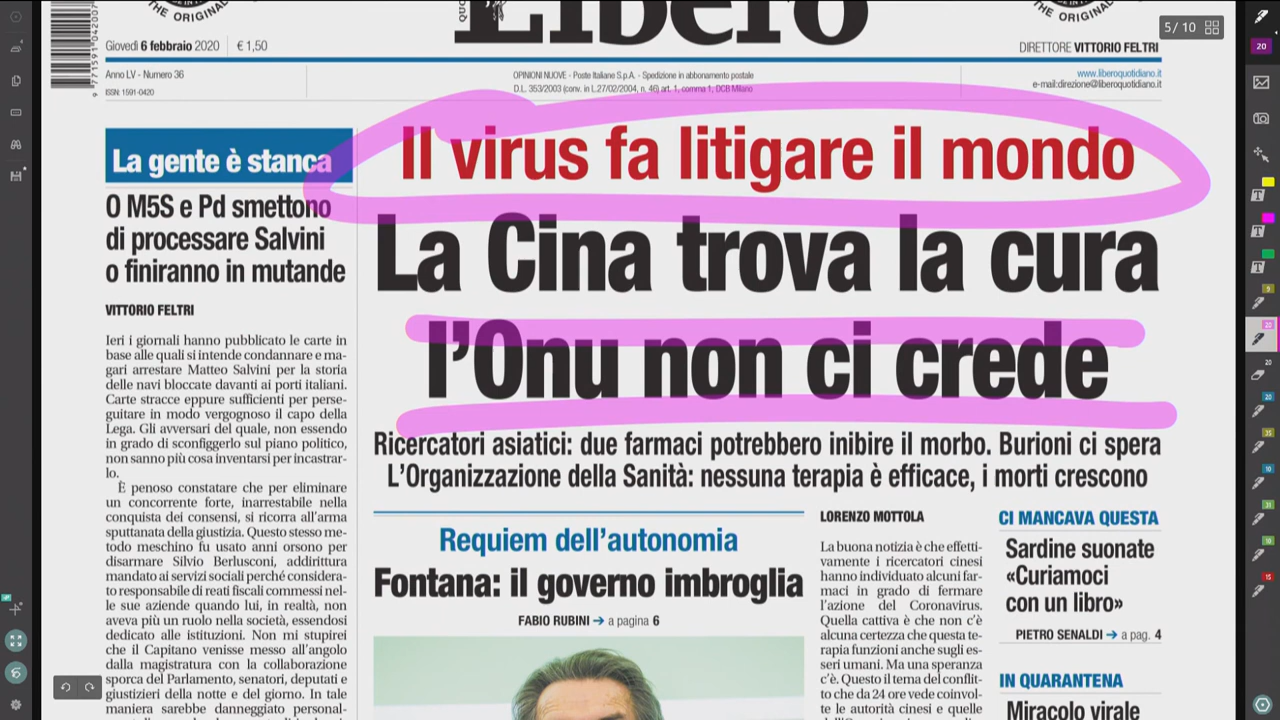 THE ORIGINAL
QUO
Libero
THE ORIGINAL
5 / 10
20
Giovedì 6 febbraio 2020
€ 1,50
DIRETTORE VITTORIO FELTRI
Anno LV - Numero 36
ISSN: 1591-0420
9 771591 042007
OPINIONI NUOVE - Poste Italiane S.p.A. - Spedizione in abbonamento postale
D.L. 353/2003 (conv. in L.27/02/2004, n. 46) art. 1, comma 1, DCB Milano
www.liberoquotidiano.it
e-mail:direzione@liberoquotidiano.it
La gente è stanca
O M5S e Pd smettono
di processare Salvini
o finiranno in mutande
VITTORIO FELTRI
Ieri i giornali hanno pubblicato le carte in
base alle quali si intende condannare e ma-
gari arrestare Matteo Salvini per la storia
delle navi bloccate davanti ai porti italiani.
Carte stracce eppure sufficienti per perse-
guitare in modo vergognoso il capo della
Lega. Gli avversari del quale, non essendo
in grado di sconfiggerlo sul piano politico,
non sanno più cosa inventarsi per incastrar-
lo.
È penoso constatare che per eliminare
un concorrente forte, inarrestabile nella
conquista dei consensi, si ricorra all'arma
sputtanata della giustizia. Questo stesso me-
todo meschino fu usato anni orsono per
disarmare Silvio Berlusconi, addirittura
mandato ai servizi sociali perché considera-
to responsabile di reati fiscali commessi nel-
le sue aziende quando lui, in realtà, non
aveva più un ruolo nella società, essendosi
dedicato alle istituzioni. Non mi stupirei
che il Capitano venisse messo all'angolo
dalla magistratura con la collaborazione
sporca del Parlamento, senatori, deputati e
giustizieri della notte e del giorno. In tale
maniera sarebbe danneggiato personal-
Il virus fa litigare il mondo
La Cina trova la cura
l'Onu non ci crede
Ricercatori asiatici: due farmaci potrebbero inibire il morbo. Burioni ci spera
L'Organizzazione della Sanità: nessuna terapia è efficace, i morti crescono
Requiem dell'autonomia
Fontana: il governo imbroglia
FABIO RUBINI ➔ a pagina 6
LORENZO MOTTOLA
La buona notizia è che effetti-
vamente i ricercatori cinesi
hanno individuato alcuni far-
maci in grado di fermare
l'azione del Coronavirus.
Quella cattiva è che non c'è
alcuna certezza che questa te-
rapia funzioni anche sugli es-
seri umani. Ma una speranza
c'è. Questo il tema del conflit-
to che da 24 ore vede coinvol-
te le autorità cinesi e quelle
CI MANCAVA QUESTA
Sardine suonate
«Curiamoci
con un libro»
PIETRO SENALDI ➔ a pag. 4
IN QUARANTENA
Miracolo virale